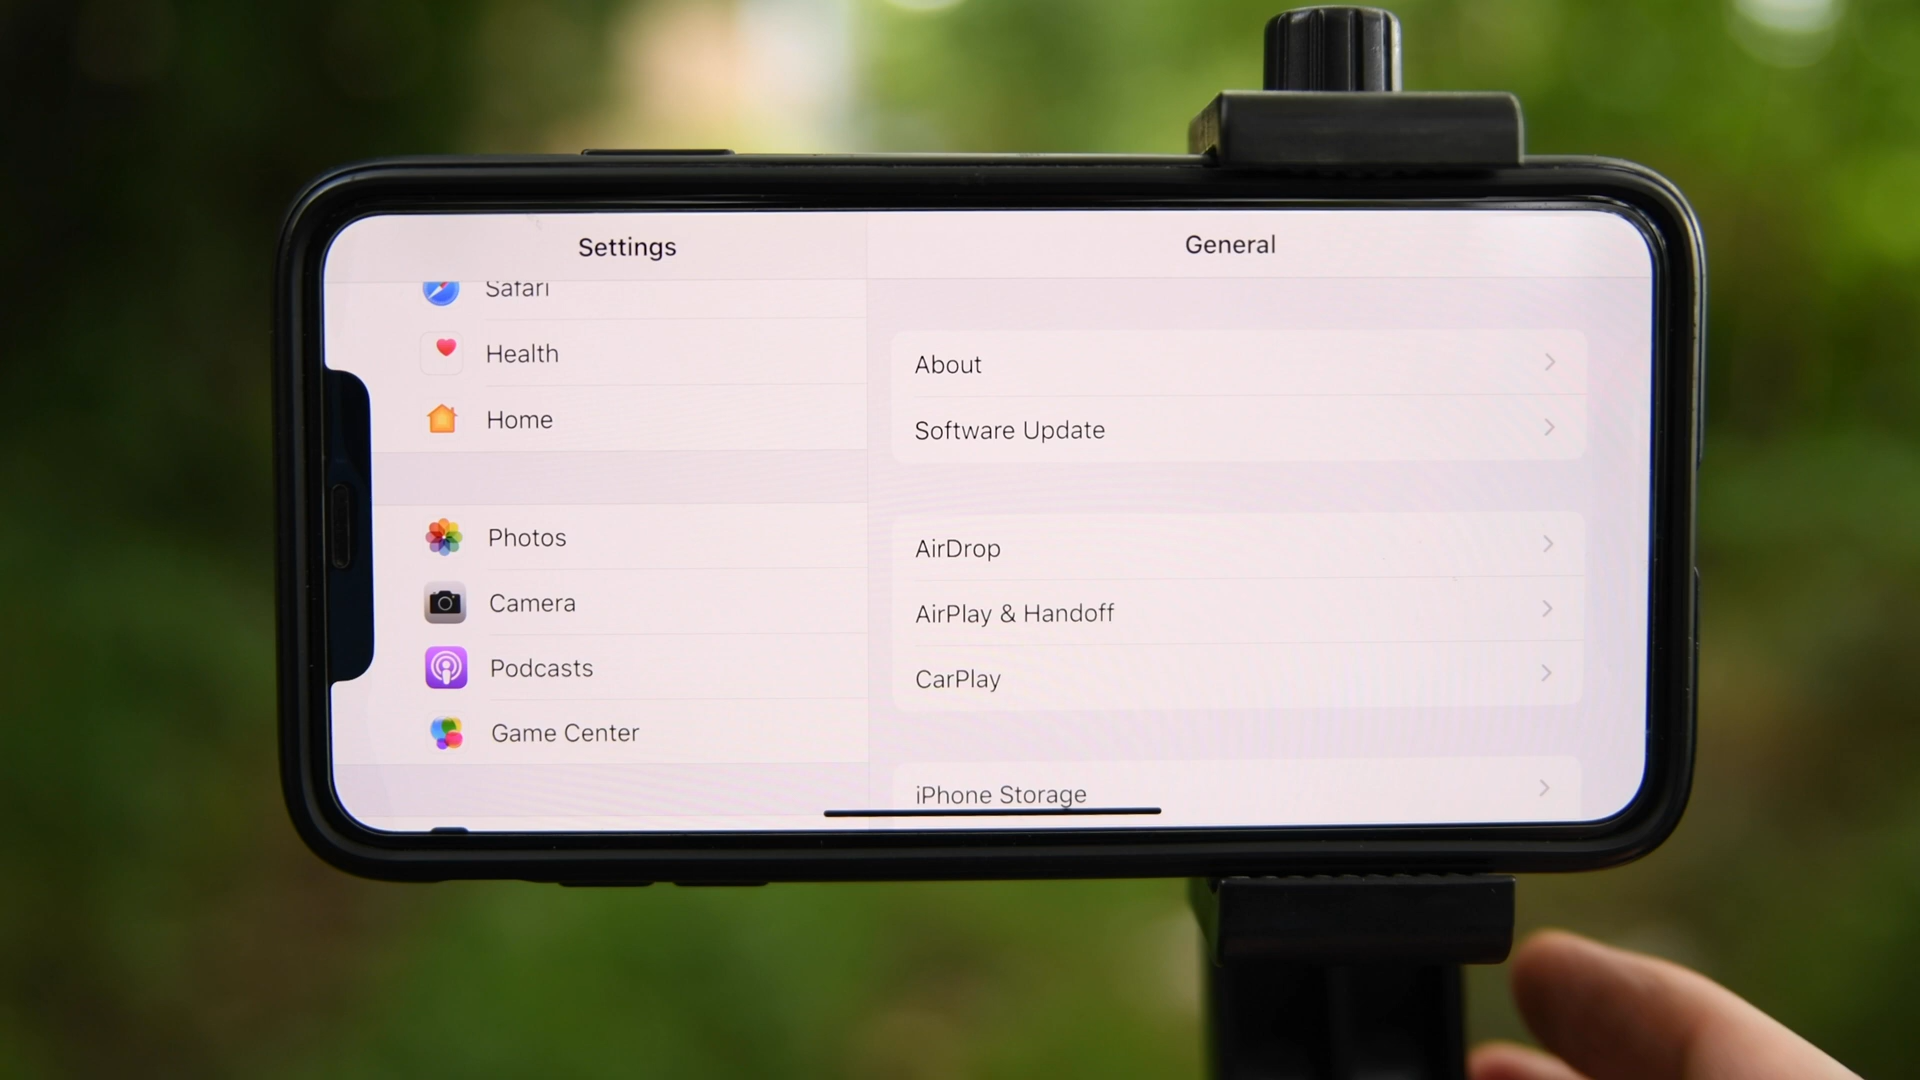 Settings
Safari
Health
Home
Photos
Camera
Podcasts
Game Center
General
About
Software Update
AirDrop
AirPlay & Handoff
CarPlay
iPhone Storage